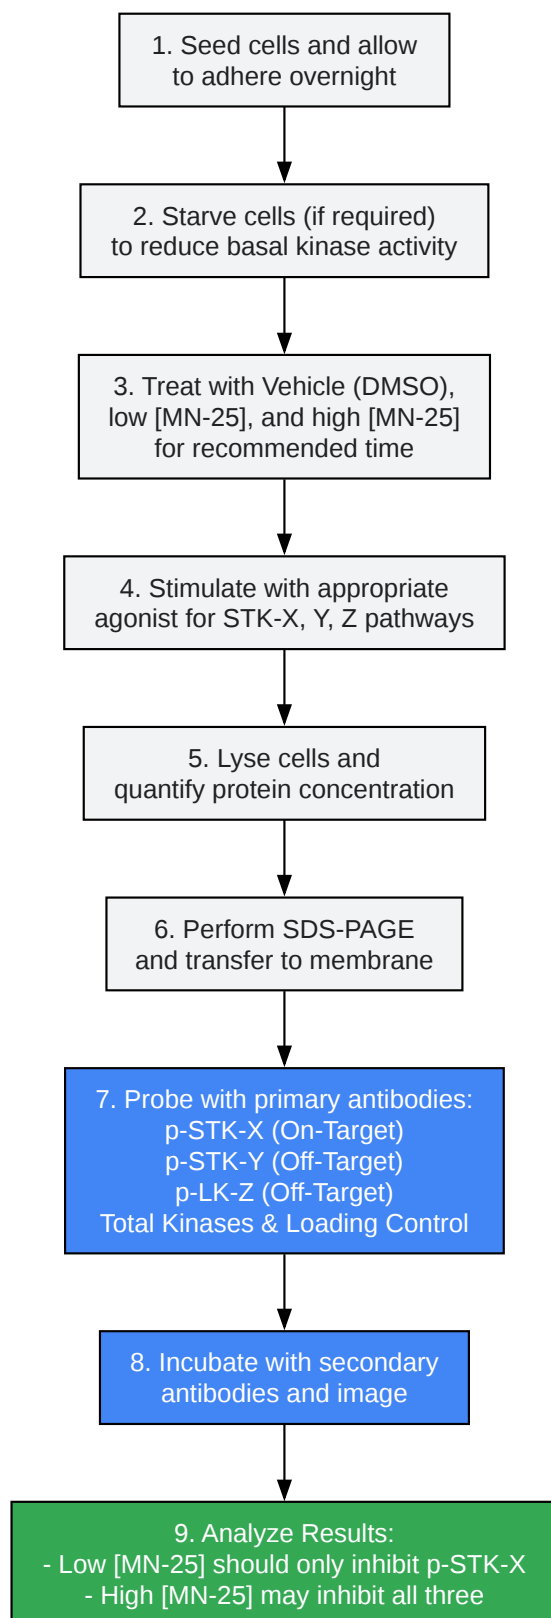 1. Seed cells and allow
to adhere overnight
2. Starve cells (if required)
to reduce basal kinase activity
3. Treat with Vehicle (DMSO),
low [MN-25], and high [MN-25]
for recommended time
4. Stimulate with appropriate
agonist for STK-X, Y, Z pathways
5. Lyse cells and
quantify protein concentration
6. Perform SDS-PAGE
and transfer to membrane
7. Probe with primary antibodies:
p-STK-X (On-Target)
p-STK-Y (Off-Target)
p-LK-Z (Off-Target)
Total Kinases & Loading Control
8. Incubate with secondary
antibodies and image
9. Analyze Results:
- Low [MN-25] should only inhibit p-STK-X
- High [MN-25] may inhibit all three